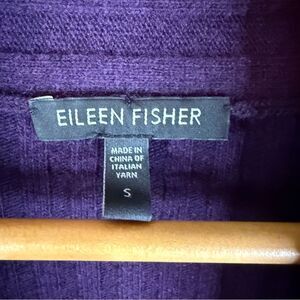 EILEEN FISHER
MADE IN
CHINA OF
ITALIAN
YARN
S